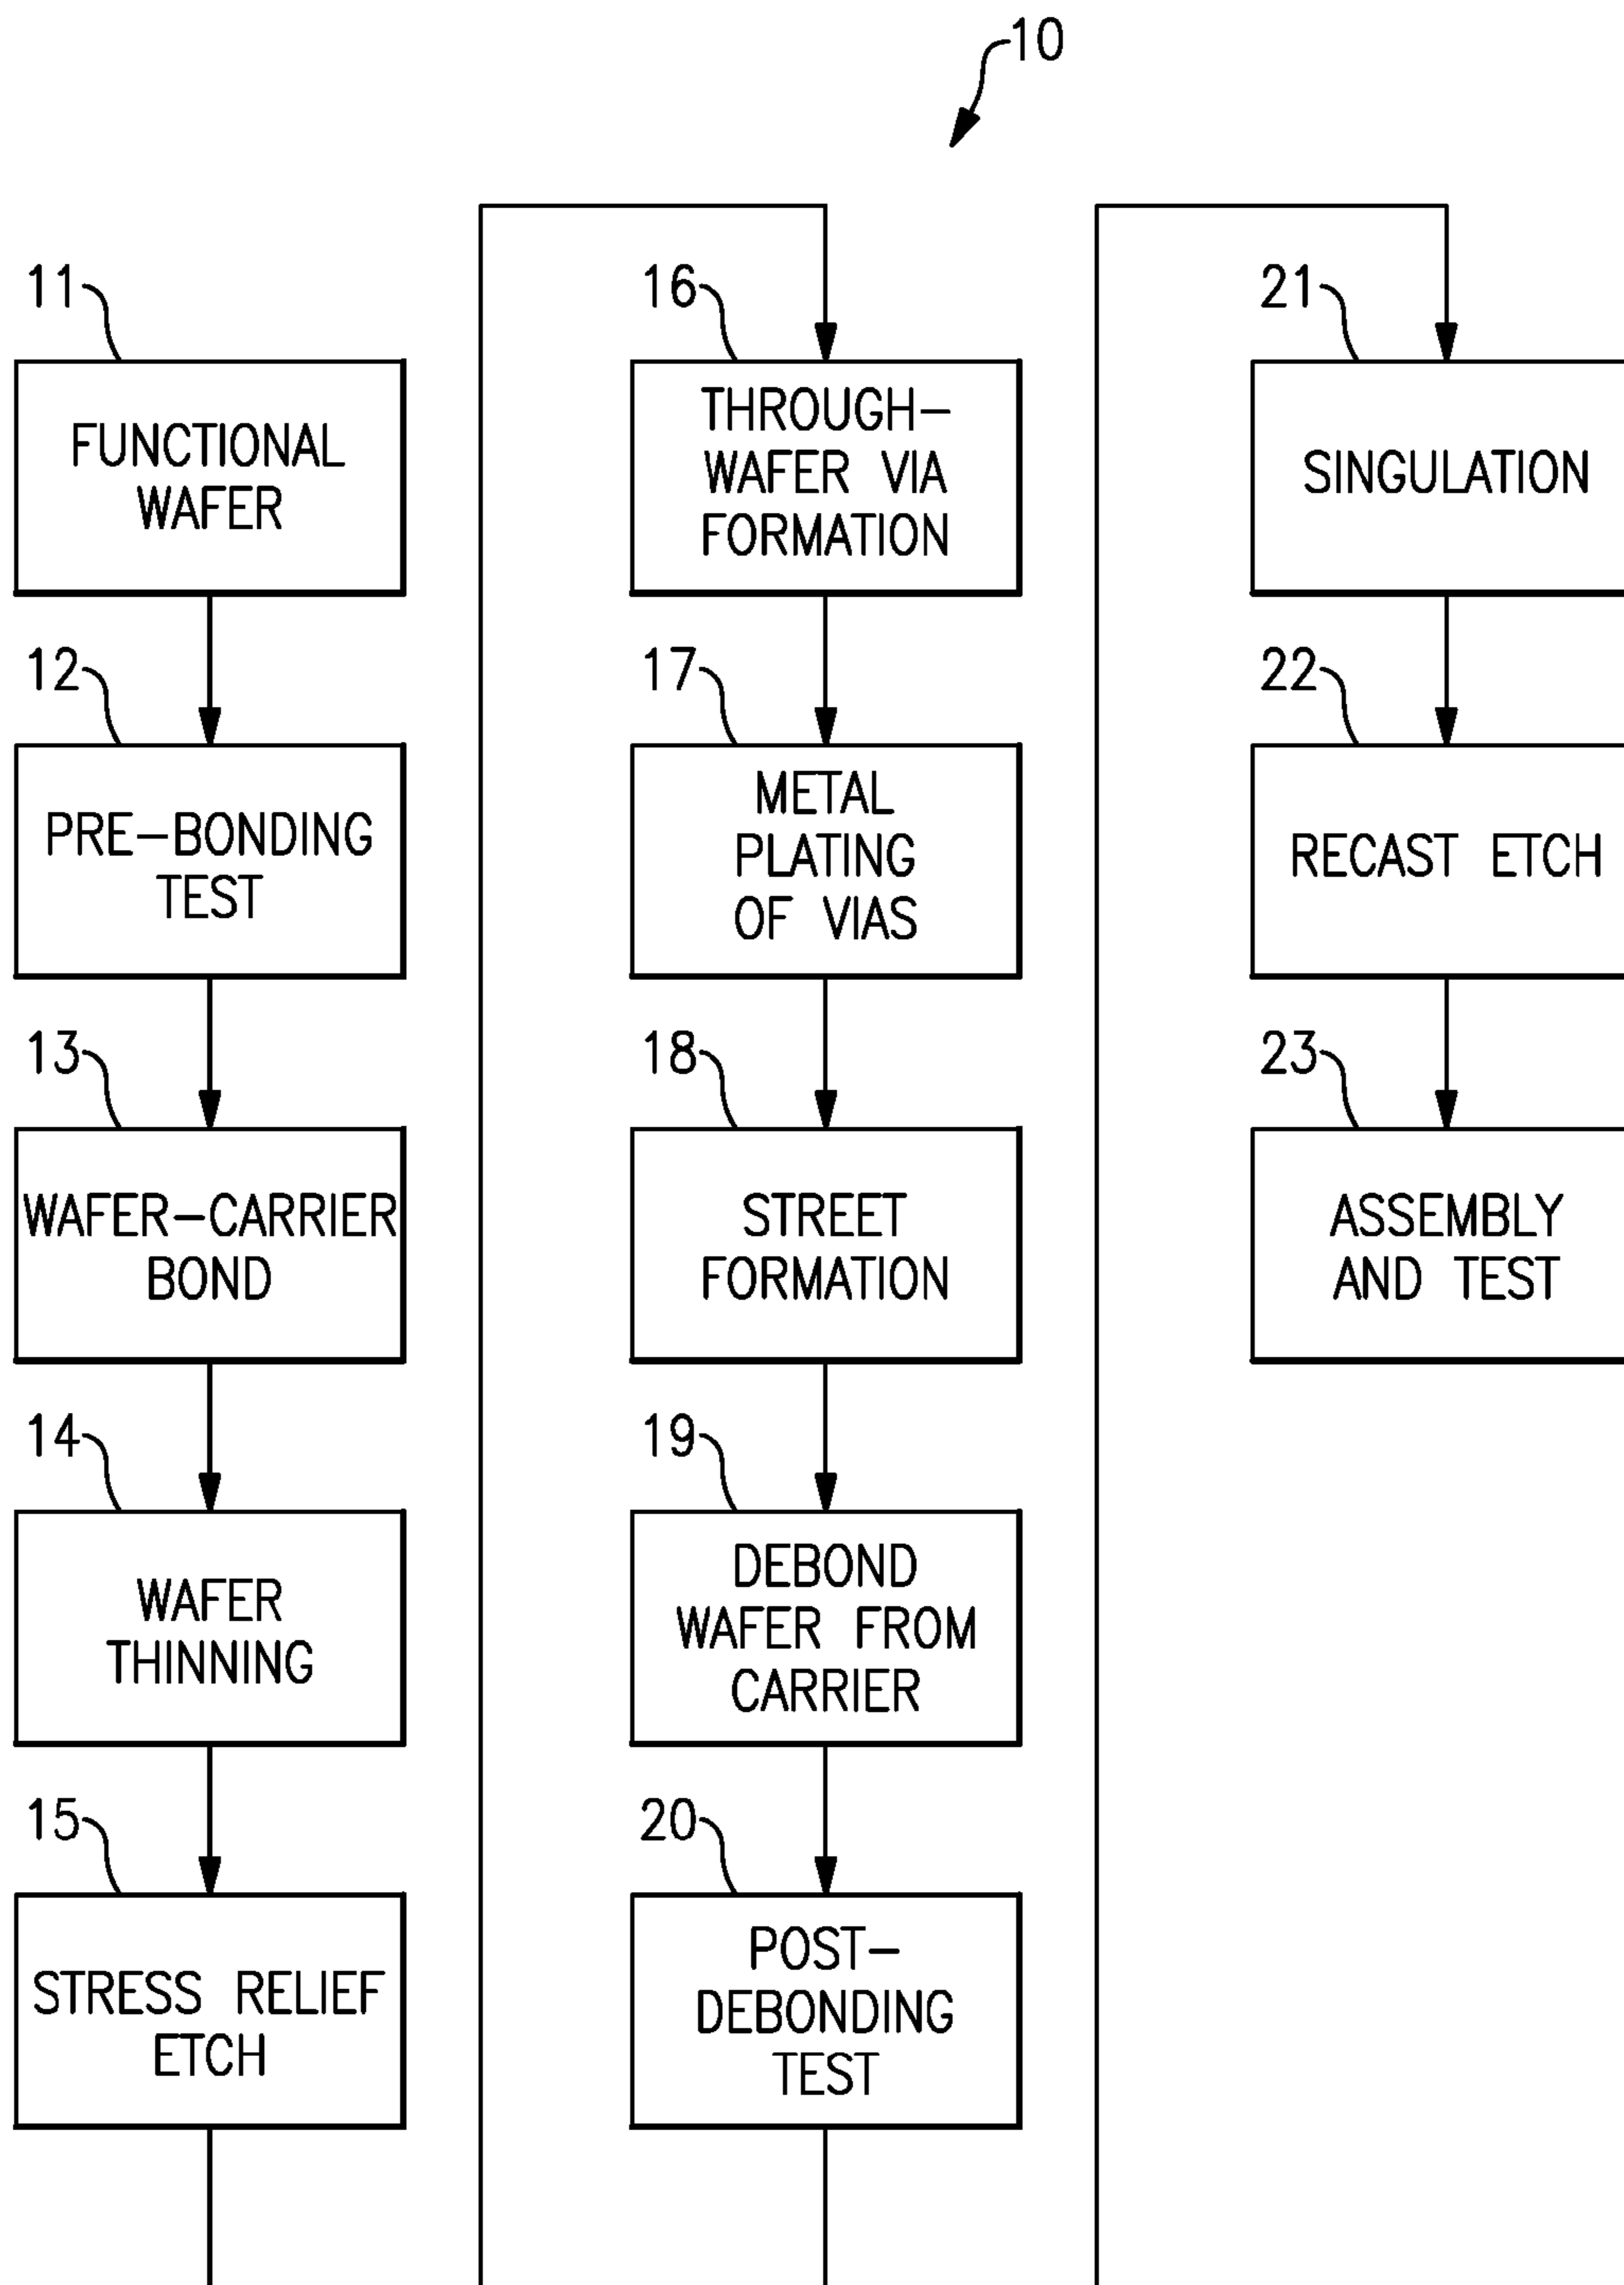 10
11
FUNCTIONAL
WAFER
12
PRE-BONDING
TEST
13
WAFER-CARRIER
BOND
14
WAFER
THINNING
15
STRESS RELIEF
ETCH
16
THROUGH-
WAFER VIA
FORMATION
17
METAL
PLATING
OF VIAS
18
STREET
FORMATION
19
DEBOND
WAFER FROM
CARRIER
20
POST-
DEBONDING
TEST
21
SINGULATION
22
RECAST ETCH
23
ASSEMBLY
AND TEST